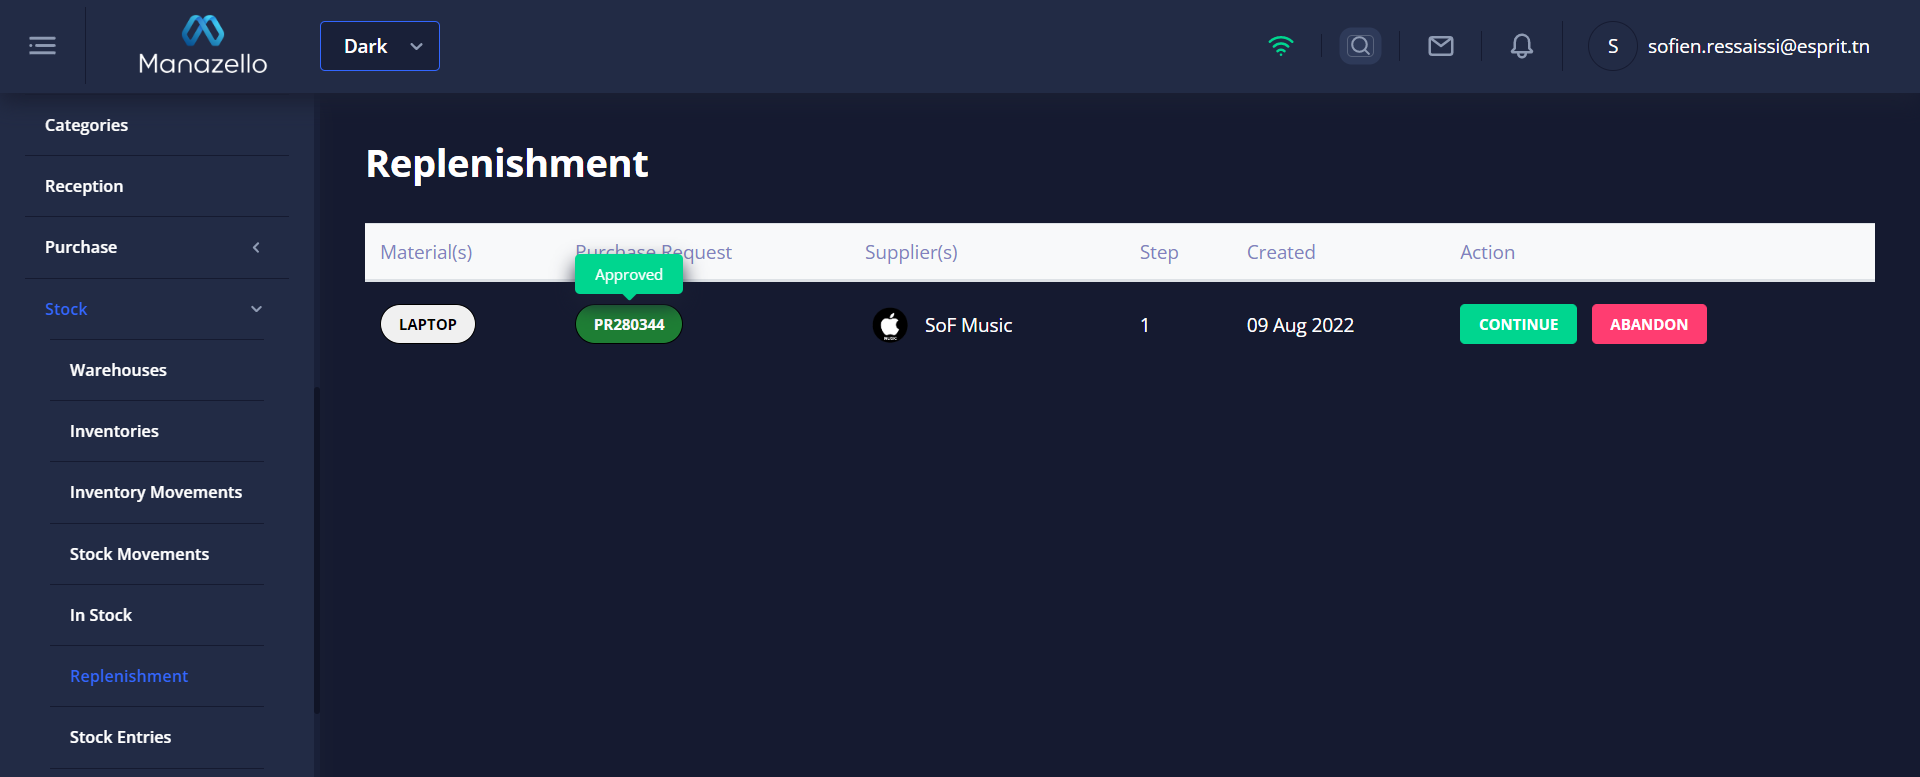 Manazello
Dark
S
sofien.ressaissi@esprit.tn
Categories
Reception
Purchase
Stock
Warehouses
Inventories
Inventory Movements
Stock Movements
In Stock
Replenishment
Stock Entries
Replenishment
Material(s) Purchase Request Supplier(s) Step Created Action
Approved
LAPTOP PR280344 SoF Music 1 09 Aug 2022 CONTINUE ABANDON